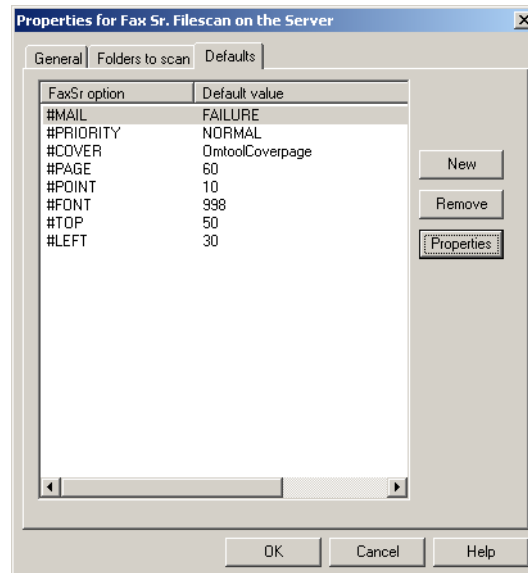 Properties for Fax Sr. Filescan on the Server
General Folders to scan Defaults
FaxSr option Default value
#MAIL FAILURE
#PRIORITY NORMAL
#COVER OmtoolCoverpage
#PAGE 60
#POINT 10
#FONT 998
#TOP 50
#LEFT 30
New
Remove
Properties
OK Cancel Help